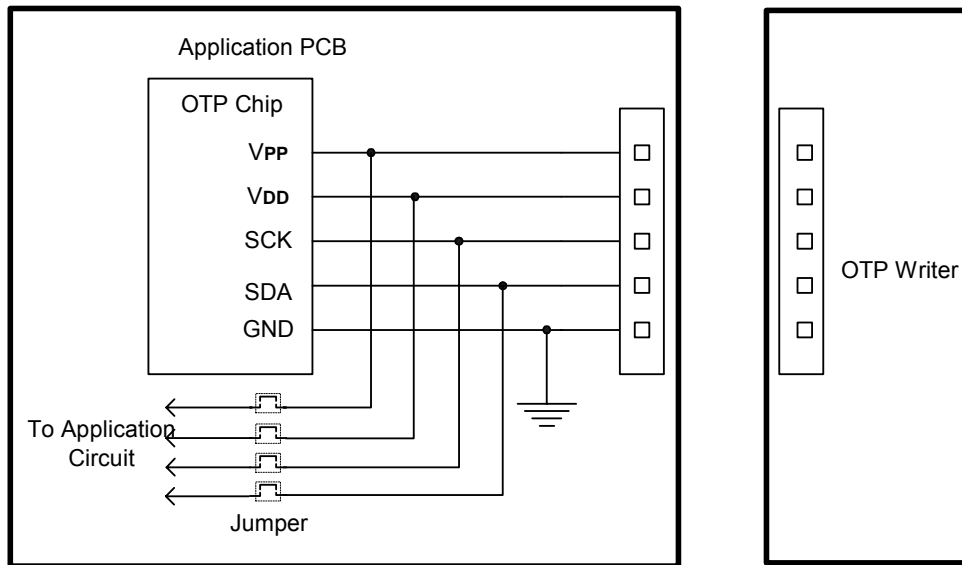 Application PCB
OTP Chip
VPP
VDD
SCK
SDA
GND
OTP Writer
To Application
Circuit
Jumper